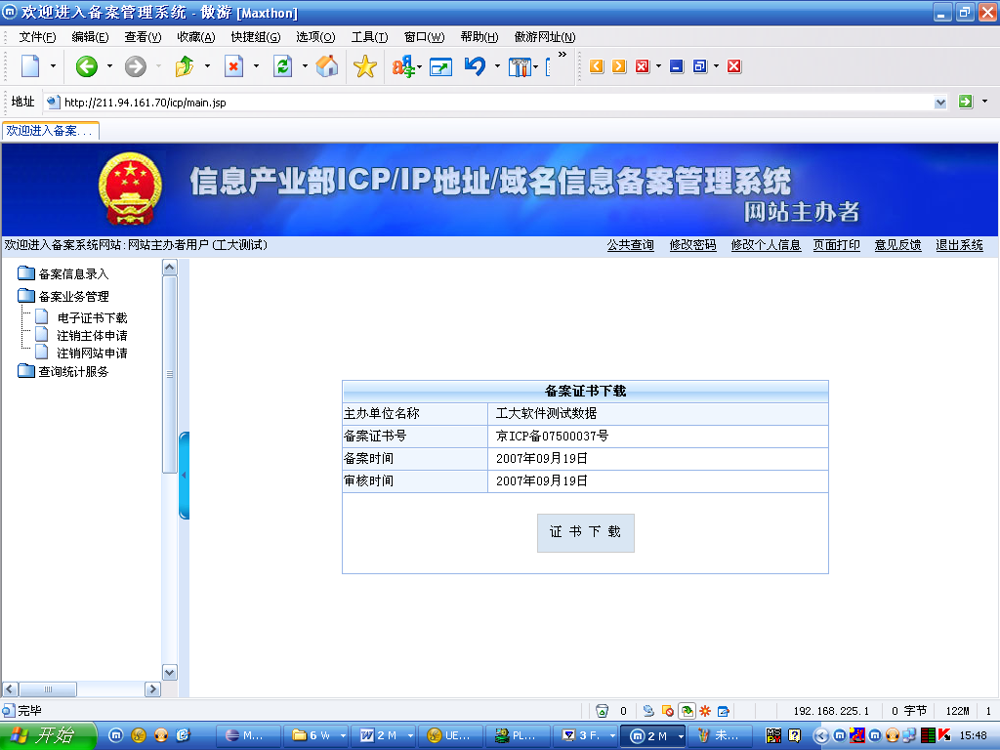 欢迎进入备案管理系统 - 傲游 [Maxthon]
文件(F) 编辑(E) 查看(V) 收藏(A) 快捷组(G) 选项(O) 工具(T) 窗口(W) 帮助(H) 傲游网址(N)
地址 http://211.94.161.70/icp/main.jsp
欢迎进入备案...
信息产业部ICP/IP地址/域名信息备案管理系统
网站主办者
欢迎进入备案系统网站:网站主办者用户(工大测试) 公共查询 修改密码 修改个人信息 页面打印 意见反馈 退出系统
备案信息录入
备案业务管理
电子证书下载
注销主体申请
注销网站申请
查询统计服务
备案证书下载
主办单位名称 工大软件测试数据
备案证书号 京ICP备07500037号
备案时间 2007年09月19日
审核时间 2007年09月19日
证 书 下 载
完毕 0 192.168.225.1 0 字节 122M 1
开始 M... 6 W 2 M UE... PL... 3 F. 2 M 未... 15:48